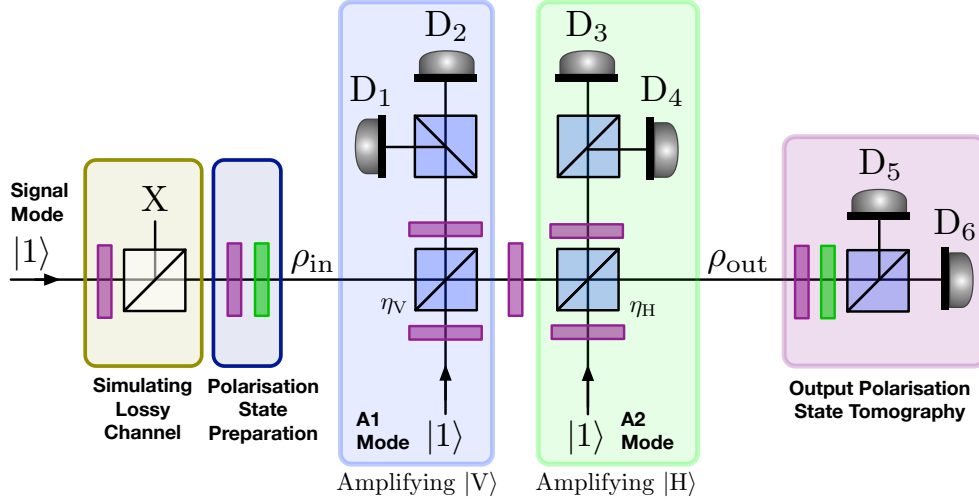 D₁
D₂
D₃
D₄
D₅
D₆
Signal
Mode
|1⟩
X
ρin
ηV
ηH
ρout
Simulating
Lossy
Channel
Polarisation
State
Preparation
A1
Mode
|1⟩
|1⟩
A2
Mode
Output Polarisation
State Tomography
Amplifying |V⟩
Amplifying |H⟩